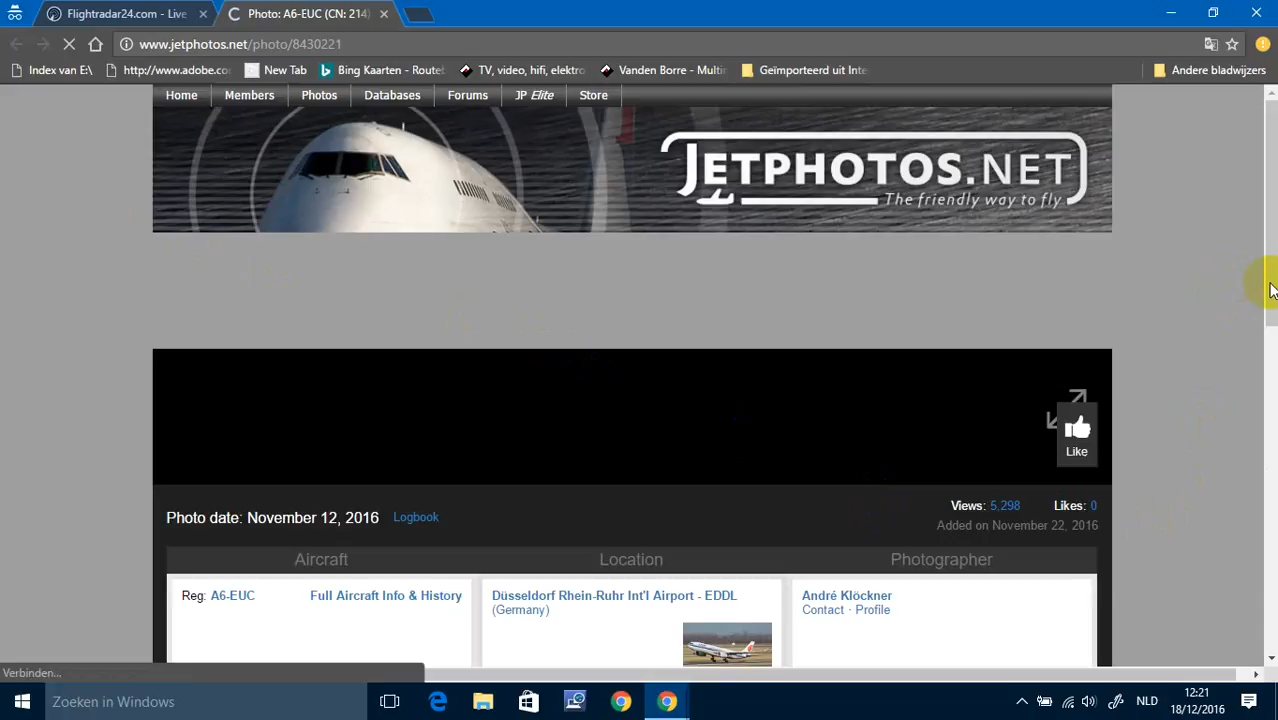 Flightradar24.com - Live
Photo: A6-EUC (CN: 214)
www.jetphotos.net/photo/8430221
Index van E:\
http://www.adobe.co
New Tab
Bing Kaarten - Routeb
TV, video, hifi, elektro
Vanden Borre - Multin
Geïmporteerd uit Inte
Andere bladwijzers
Home
Members
Photos
Databases
Forums
JP Elite
Store
JETPHOTOS.NET
The friendly way to fly
Like
Photo date: November 12, 2016
Logbook
Views: 5,298
Likes: 0
Added on November 22, 2016
Aircraft
Location
Photographer
Reg: A6-EUC
Full Aircraft Info & History
Düsseldorf Rhein-Ruhr Int'l Airport - EDDL
(Germany)
André Klöckner
Contact · Profile
Verbinden...
Zoeken in Windows
NLD
12:21
18/12/2016